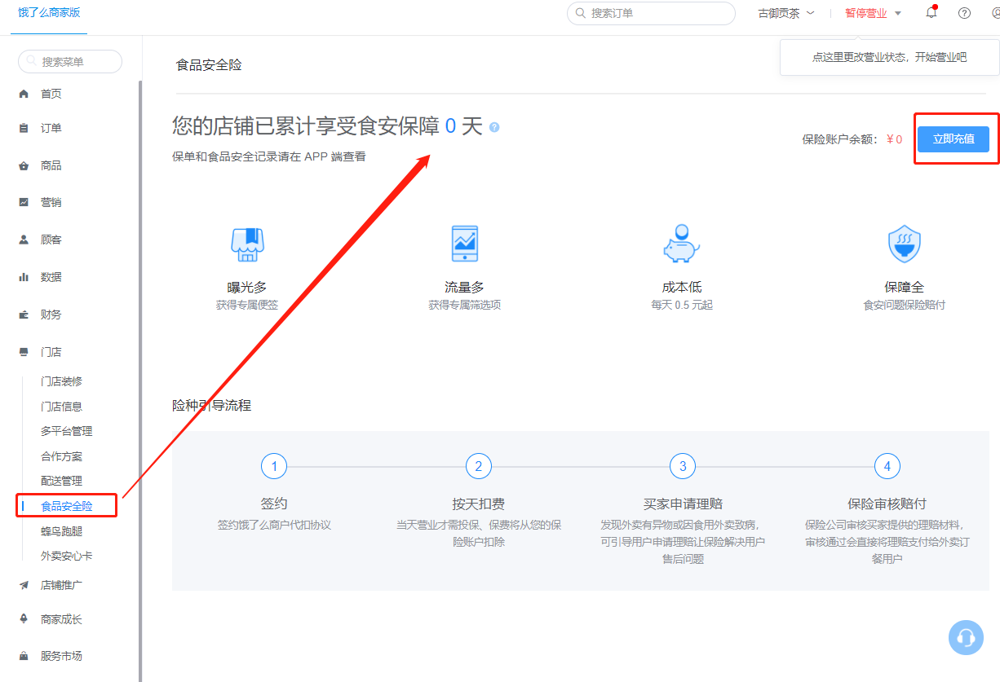 饿了么商家版
搜索订单
古御贡茶
暂停营业
点这里更改营业状态，开始营业吧
搜索菜单
首页
订单
商品
营销
顾客
数据
财务
门店
门店装修
门店信息
多平台管理
合作方案
配送管理
食品安全险
蜂鸟跑腿
外卖安心卡
店铺推广
商家成长
服务市场
食品安全险
您的店铺已累计享受食安保障 0 天 ?
保单和食品安全记录请在 APP 端查看
保险账户余额：¥ 0
立即充值
曝光多
获得专属便签
流量多
获得专属筛选项
成本低
每天 0.5 元起
保障全
食安问题保险赔付
险种引导流程
1
签约
签约饿了么商户代扣协议
2
按天扣费
当天营业才需投保、保费将从您的保
险账户扣除
3
买家申请理赔
发现外卖有异物或因食用外卖致病，
可引导用户申请理赔让保险解决用户
售后问题
4
保险审核赔付
保险公司审核买家提供的理赔材料，
审核通过会直接将理赔支付给外卖订
餐用户